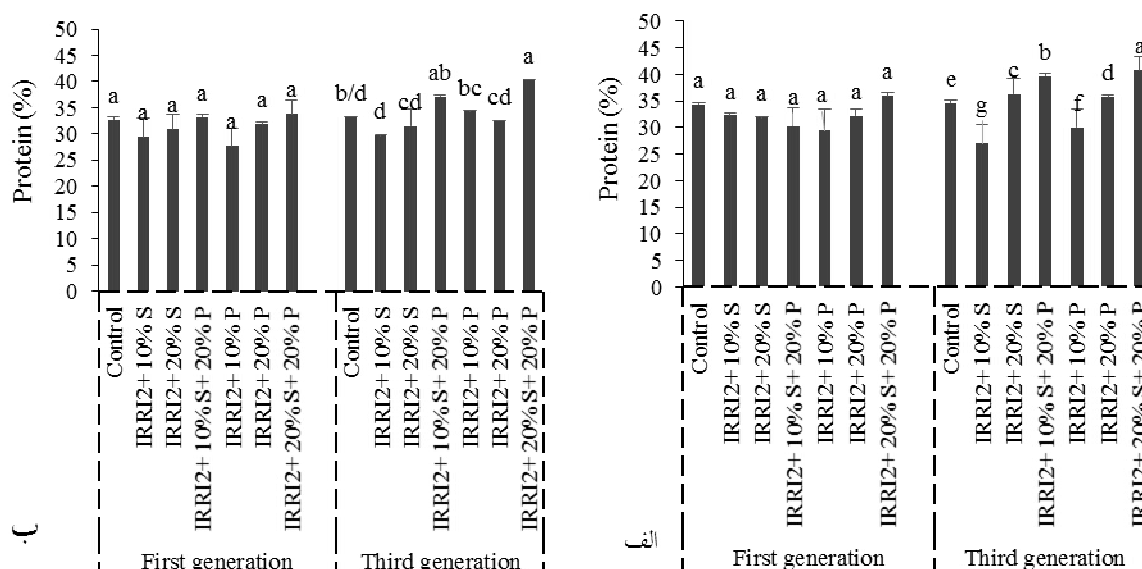 Protein (%)
50
45
40
35
30
25
20
15
10
5
0
a
a
a
a
a
a
a
b/d
d
cd
ab
bc
cd
a
Control
IRRI2+ 10% S
IRRI2+ 20% S
IRRI2+ 10% S+ 20% P
IRRI2+ 10% P
IRRI2+ 20% P
IRRI2+ 20% S+ 20% P
Control
IRRI2+ 10% S
IRRI2+ 20% S
IRRI2+ 10% S+ 20% P
IRRI2+ 10% P
IRRI2+ 20% P
IRRI2+ 20% S+ 20% P
First generation
Third generation
Protein (%)
50
45
40
35
30
25
20
15
10
5
0
a
a
a
a
a
a
a
e
g
c
b
f
d
a
Control
IRRI2+ 10% S
IRRI2+ 20% S
IRRI2+ 10% S+ 20% P
IRRI2+ 10% P
IRRI2+ 20% P
IRRI2+ 20% S+ 20% P
Control
IRRI2+ 10% S
IRRI2+ 20% S
IRRI2+ 10% S+ 20% P
IRRI2+ 10% P
IRRI2+ 20% P
IRRI2+ 20% S+ 20% P
الف
First generation
Third generation